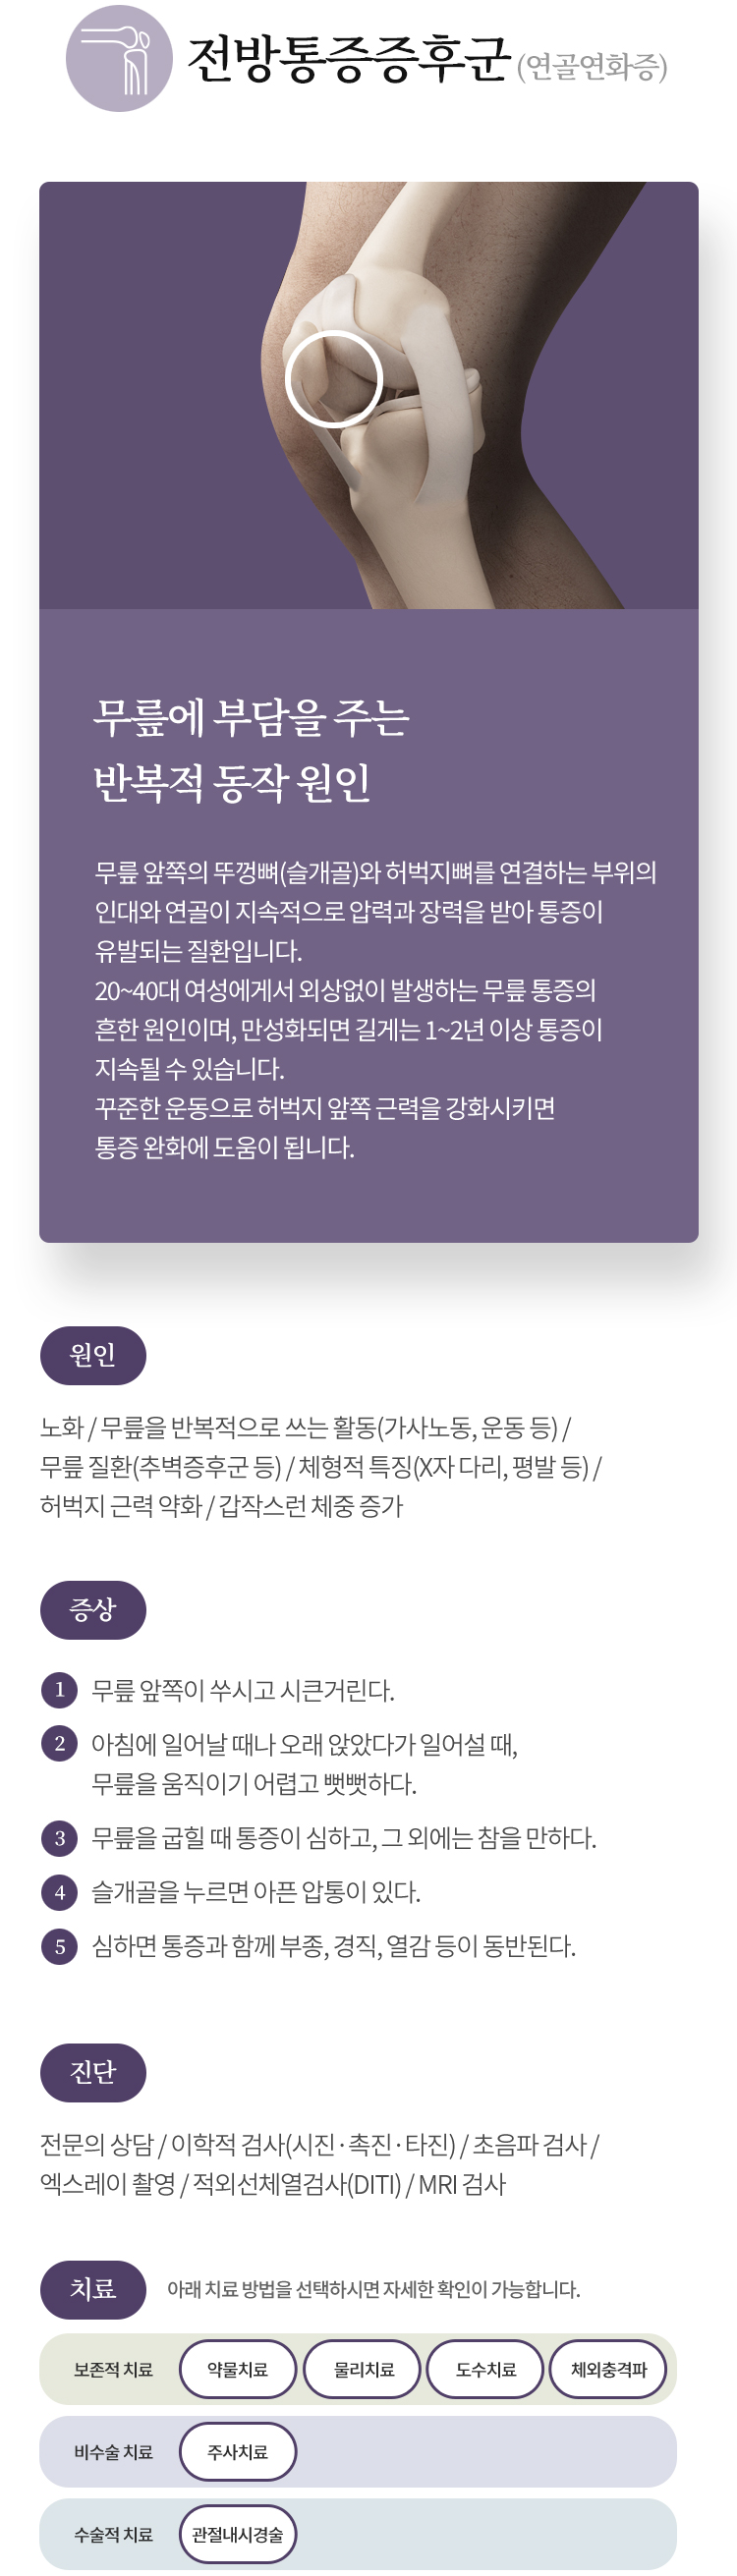 전방통증증후군 (연골연화증)
무릎에 부담을 주는
반복적 동작 원인
무릎 앞쪽의 뚜껑뼈(슬개골)와 허벅지뼈를 연결하는 부위의
인대와 연골이 지속적으로 압력과 장력을 받아 통증이
유발되는 질환입니다.
20~40대 여성에게서 외상없이 발생하는 무릎 통증의
흔한 원인이며, 만성화되면 길게는 1~2년 이상 통증이
지속될 수 있습니다.
꾸준한 운동으로 허벅지 앞쪽 근력을 강화시키면
통증 완화에 도움이 됩니다.
원인
노화 / 무릎을 반복적으로 쓰는 활동(가사노동, 운동 등) /
무릎 질환(추벽증후군 등) / 체형적 특징(X자 다리, 평발 등) /
허벅지 근력 약화 / 갑작스런 체중 증가
증상
1 무릎 앞쪽이 쑤시고 시큰거린다.
2 아침에 일어날 때나 오래 앉았다가 일어설 때,
무릎을 움직이기 어렵고 뻣뻣하다.
3 무릎을 굽힐 때 통증이 심하고, 그 외에는 참을 만하다.
4 슬개골을 누르면 아픈 압통이 있다.
5 심하면 통증과 함께 부종, 경직, 열감 등이 동반된다.
진단
전문의 상담 / 이학적 검사(시진·촉진·타진) / 초음파 검사 /
엑스레이 촬영 / 적외선체열검사(DITI) / MRI 검사
치료 아래 치료 방법을 선택하시면 자세한 확인이 가능합니다.
보존적 치료 약물치료 물리치료 도수치료 체외충격파
비수술 치료 주사치료
수술적 치료 관절내시경술